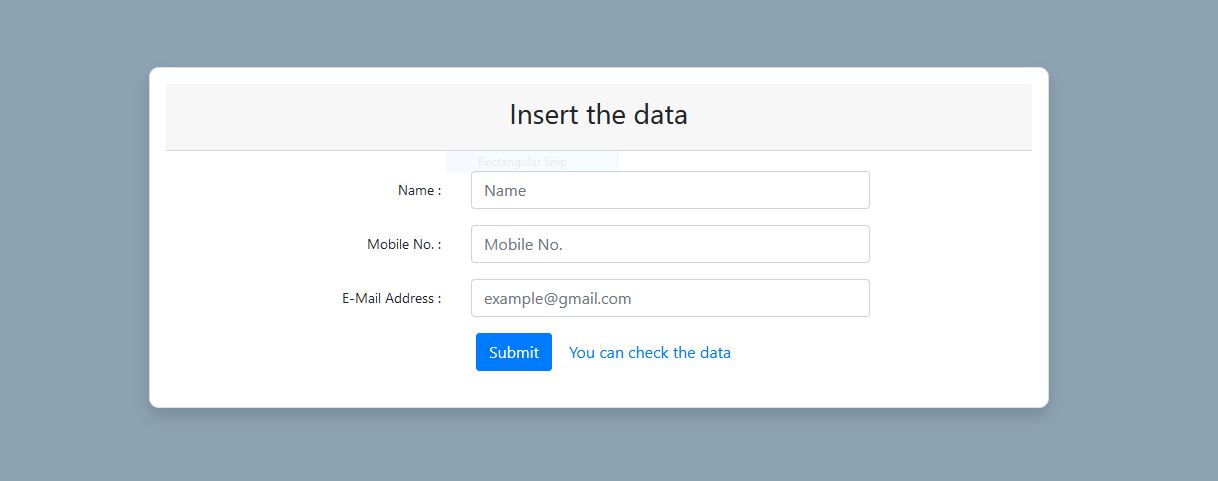 Insert the data
Rectangular Snip
Name : Name
Mobile No. : Mobile No.
E-Mail Address : example@gmail.com
Submit You can check the data